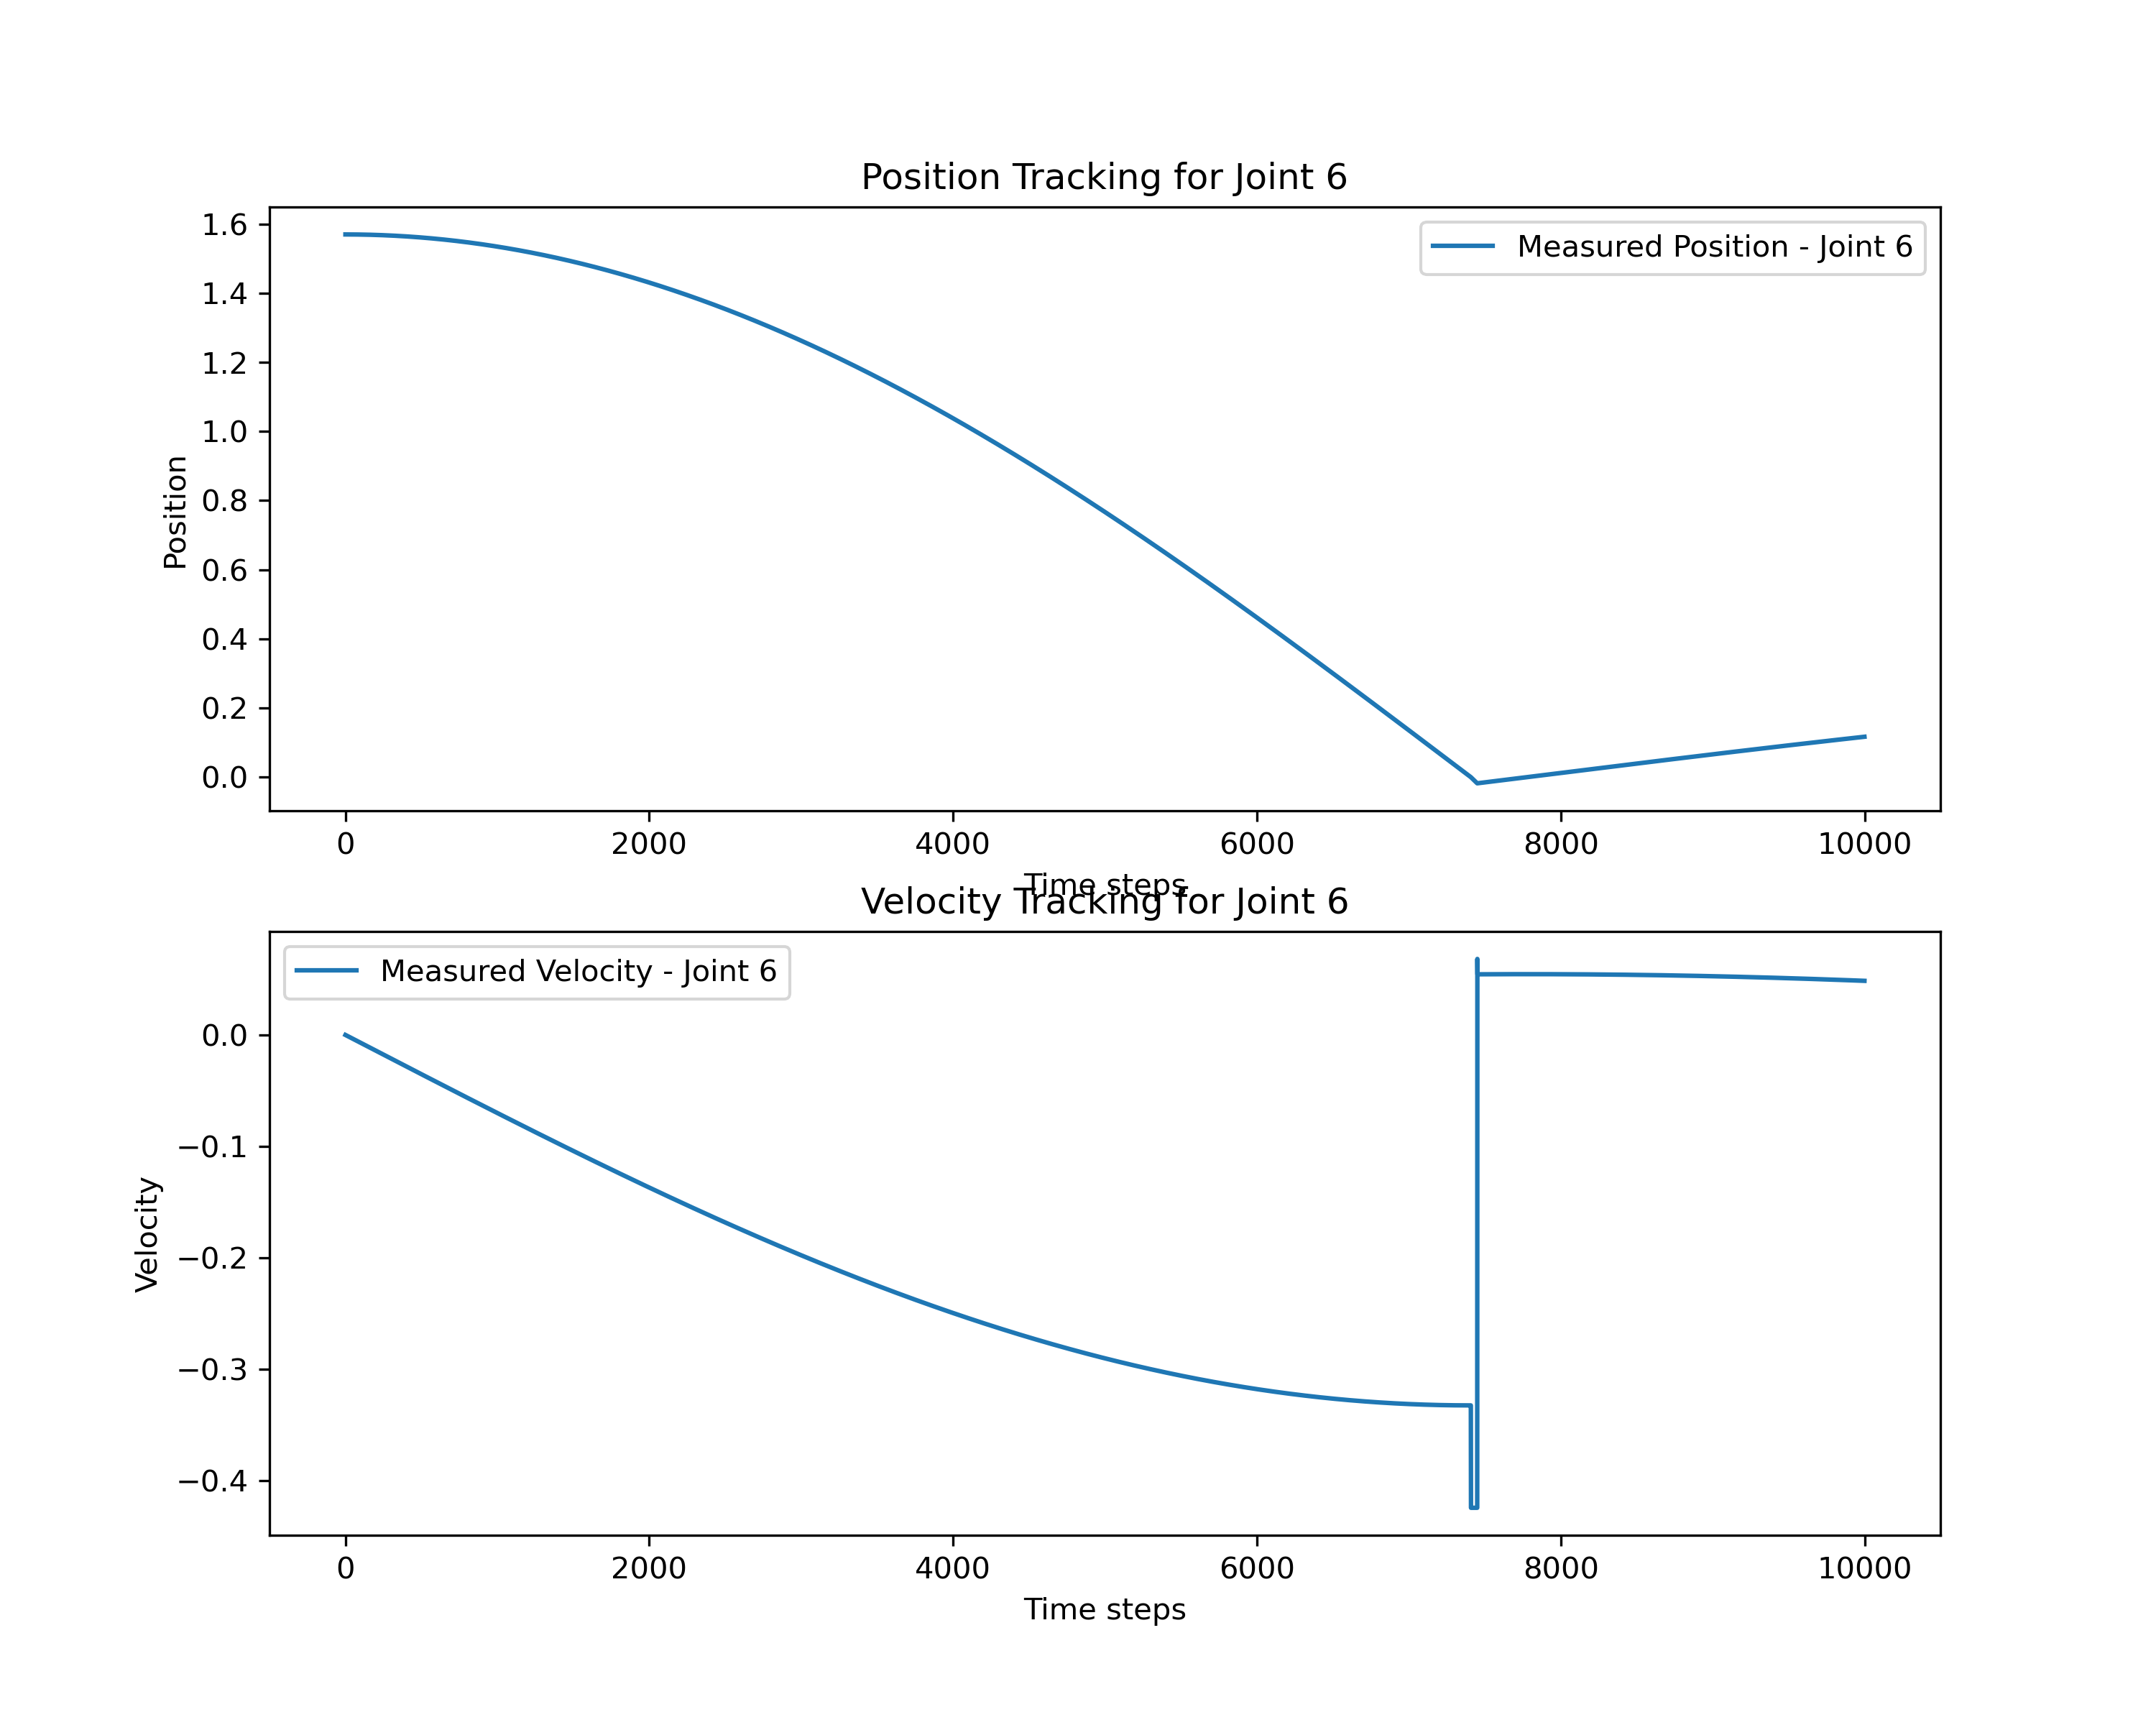 Position Tracking for Joint 6
Measured Position - Joint 6
1.6
1.4
1.2
1.0
0.8
0.6
0.4
0.2
0.0
Position
0 2000 4000 6000 8000 10000
Time steps
Velocity Tracking for Joint 6
Measured Velocity - Joint 6
0.0
−0.1
−0.2
−0.3
−0.4
Velocity
0 2000 4000 6000 8000 10000
Time steps